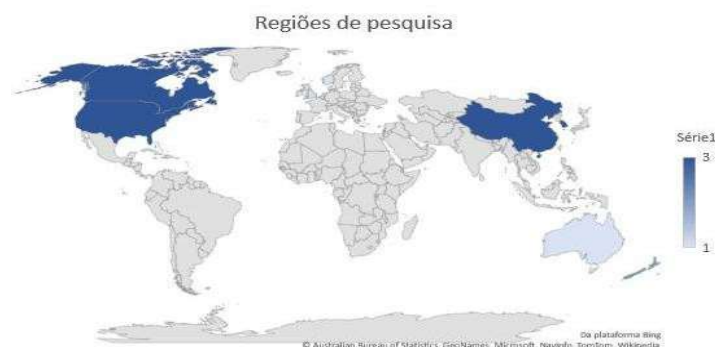 Regiões de pesquisa
Série1
3
1
Da plataforma Bing
© Australian Bureau of Statistics, GeoNames, Microsoft, Navinfo, TomTom, Wikipedia